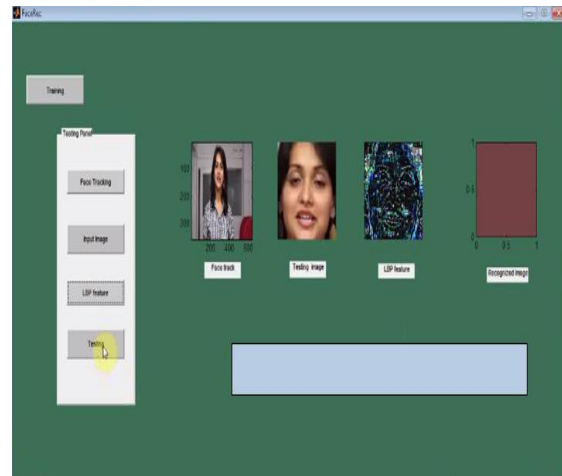 FaceRec
Training
Testing Panel
Face Tracking
Input Image
LBP feature
Testing
100
200
300
200 400 600
Face track
Testing image
LBP feature
1
0.5
0
0 0.5 1
Recognized image